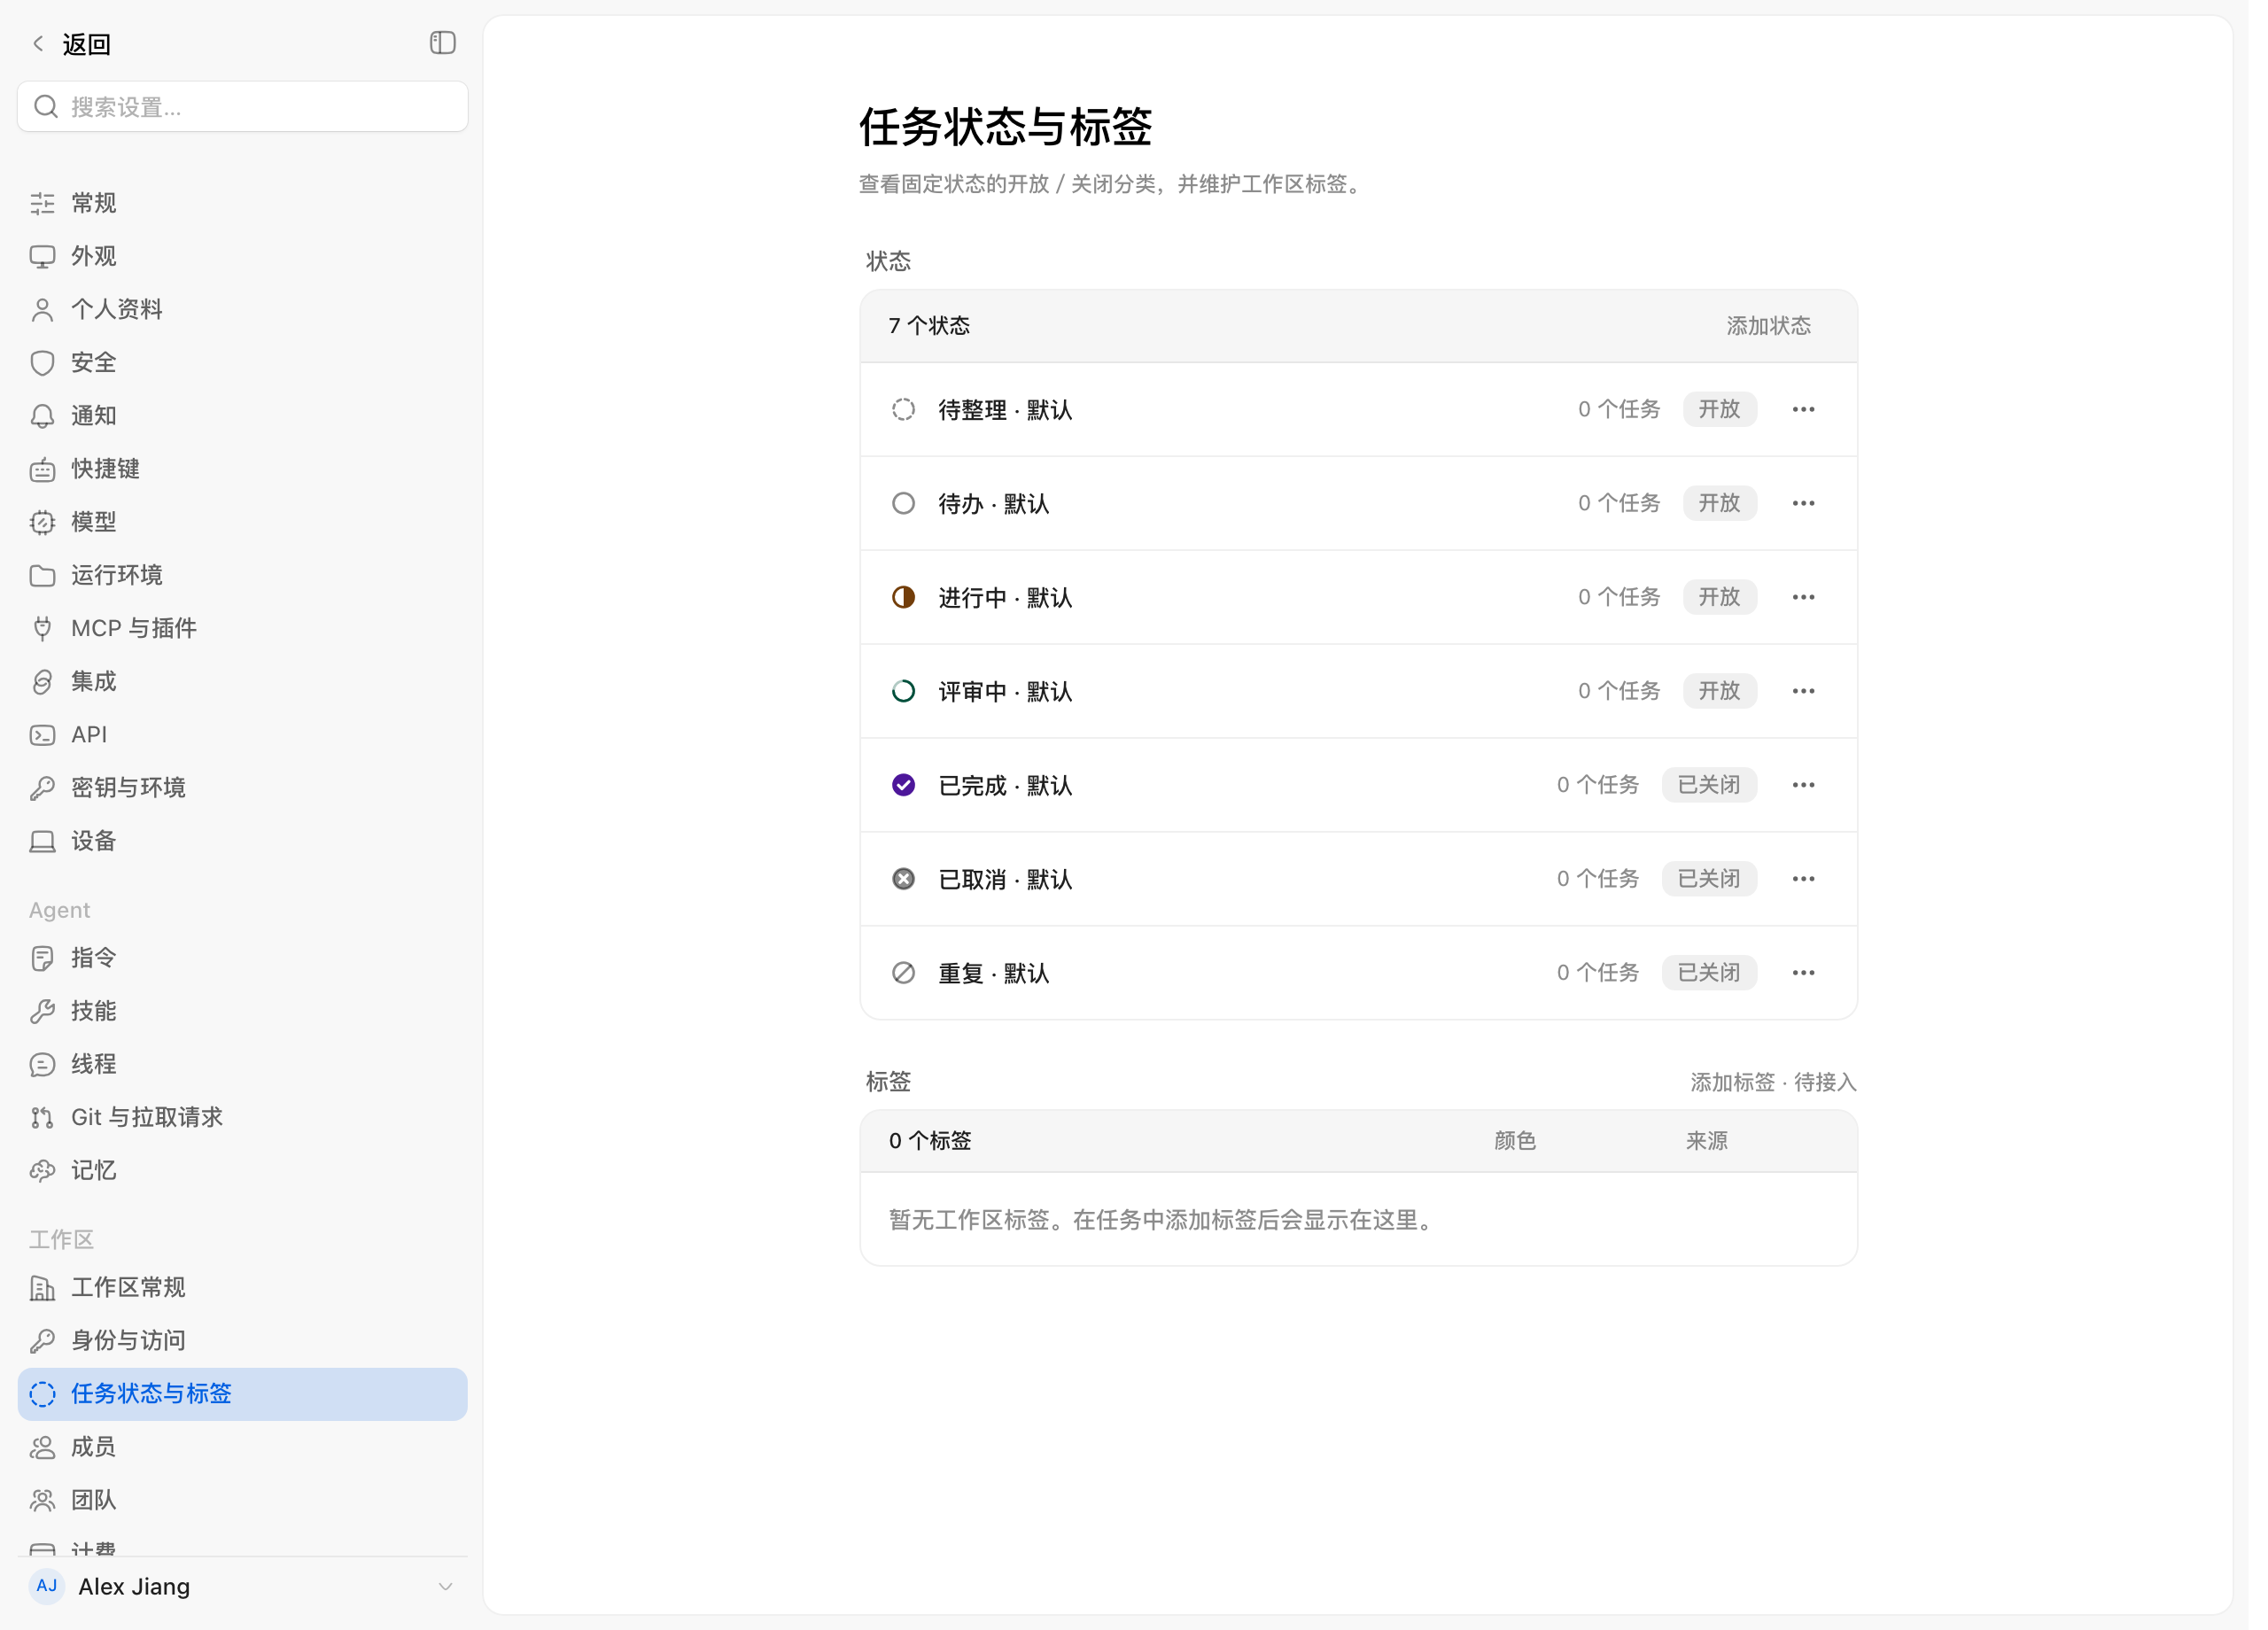 返回
搜索设置...
常规
外观
个人资料
安全
通知
快捷键
模型
运行环境
MCP 与插件
集成
API
密钥与环境
设备
Agent
指令
技能
线程
Git 与拉取请求
记忆
工作区
工作区常规
身份与访问
任务状态与标签
成员
团队
计费
AJ Alex Jiang
任务状态与标签
查看固定状态的开放 / 关闭分类，并维护工作区标签。
状态
7 个状态 添加状态
待整理 · 默认 0 个任务 开放
待办 · 默认 0 个任务 开放
进行中 · 默认 0 个任务 开放
评审中 · 默认 0 个任务 开放
已完成 · 默认 0 个任务 已关闭
已取消 · 默认 0 个任务 已关闭
重复 · 默认 0 个任务 已关闭
标签 添加标签 · 待接入
0 个标签 颜色 来源
暂无工作区标签。在任务中添加标签后会显示在这里。